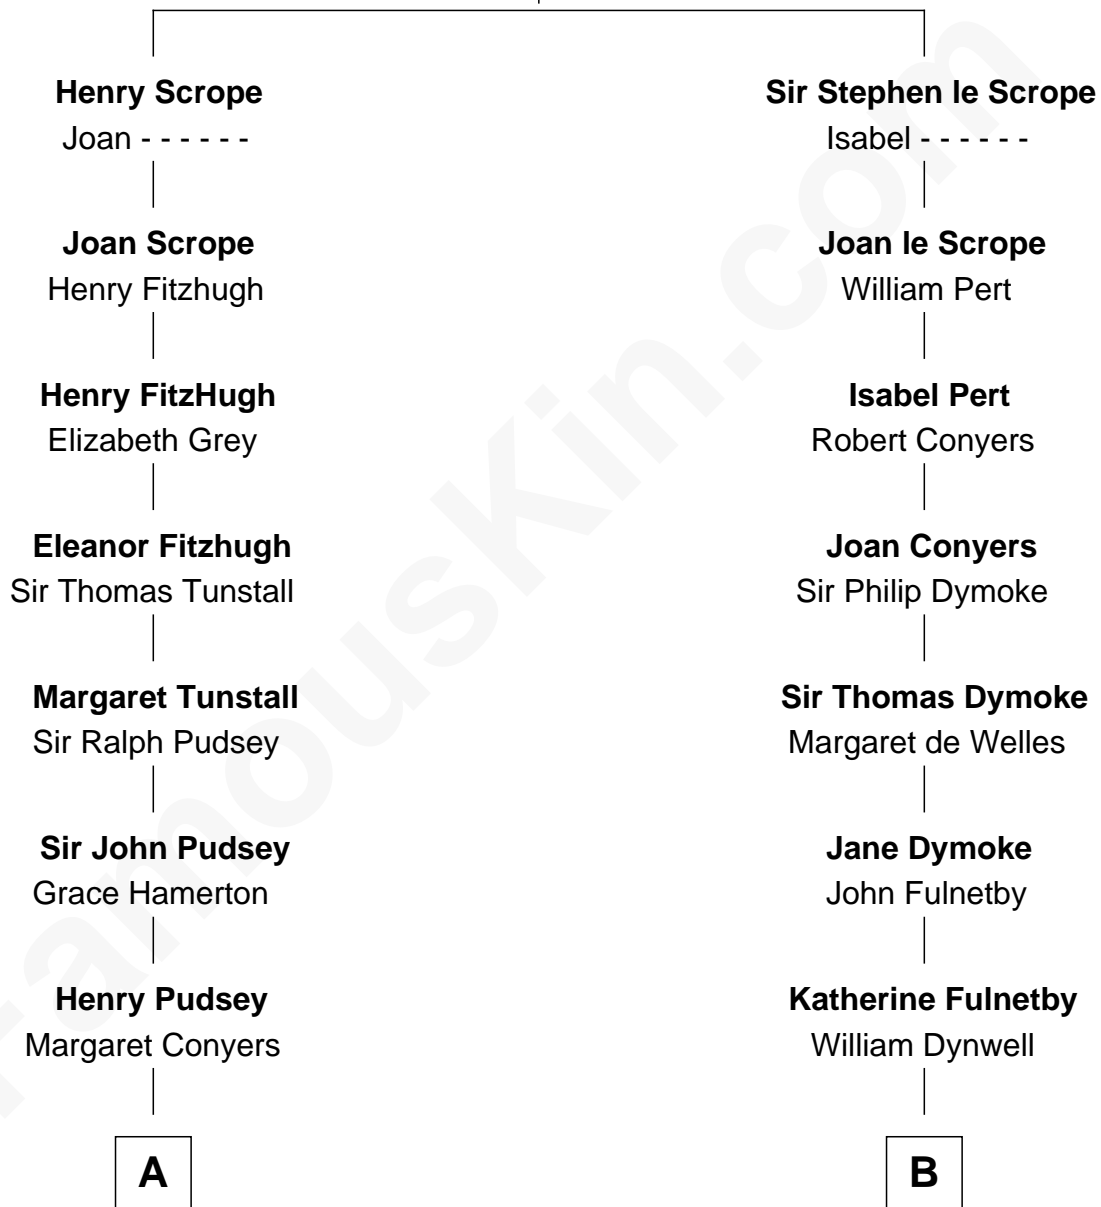 Henry Scrope
Joan - - - - - -
Joan Scrope
Henry Fitzhugh
Henry FitzHugh
Elizabeth Grey
Eleanor Fitzhugh
Sir Thomas Tunstall
Margaret Tunstall
Sir Ralph Pudsey
Sir John Pudsey
Grace Hamerton
Henry Pudsey
Margaret Conyers
A
Sir Stephen le Scrope
Isabel - - - - - -
Joan le Scrope
William Pert
Isabel Pert
Robert Conyers
Joan Conyers
Sir Philip Dymoke
Sir Thomas Dymoke
Margaret de Welles
Jane Dymoke
John Fulnetby
Katherine Fulnetby
William Dynwell
B
FamousKin.com